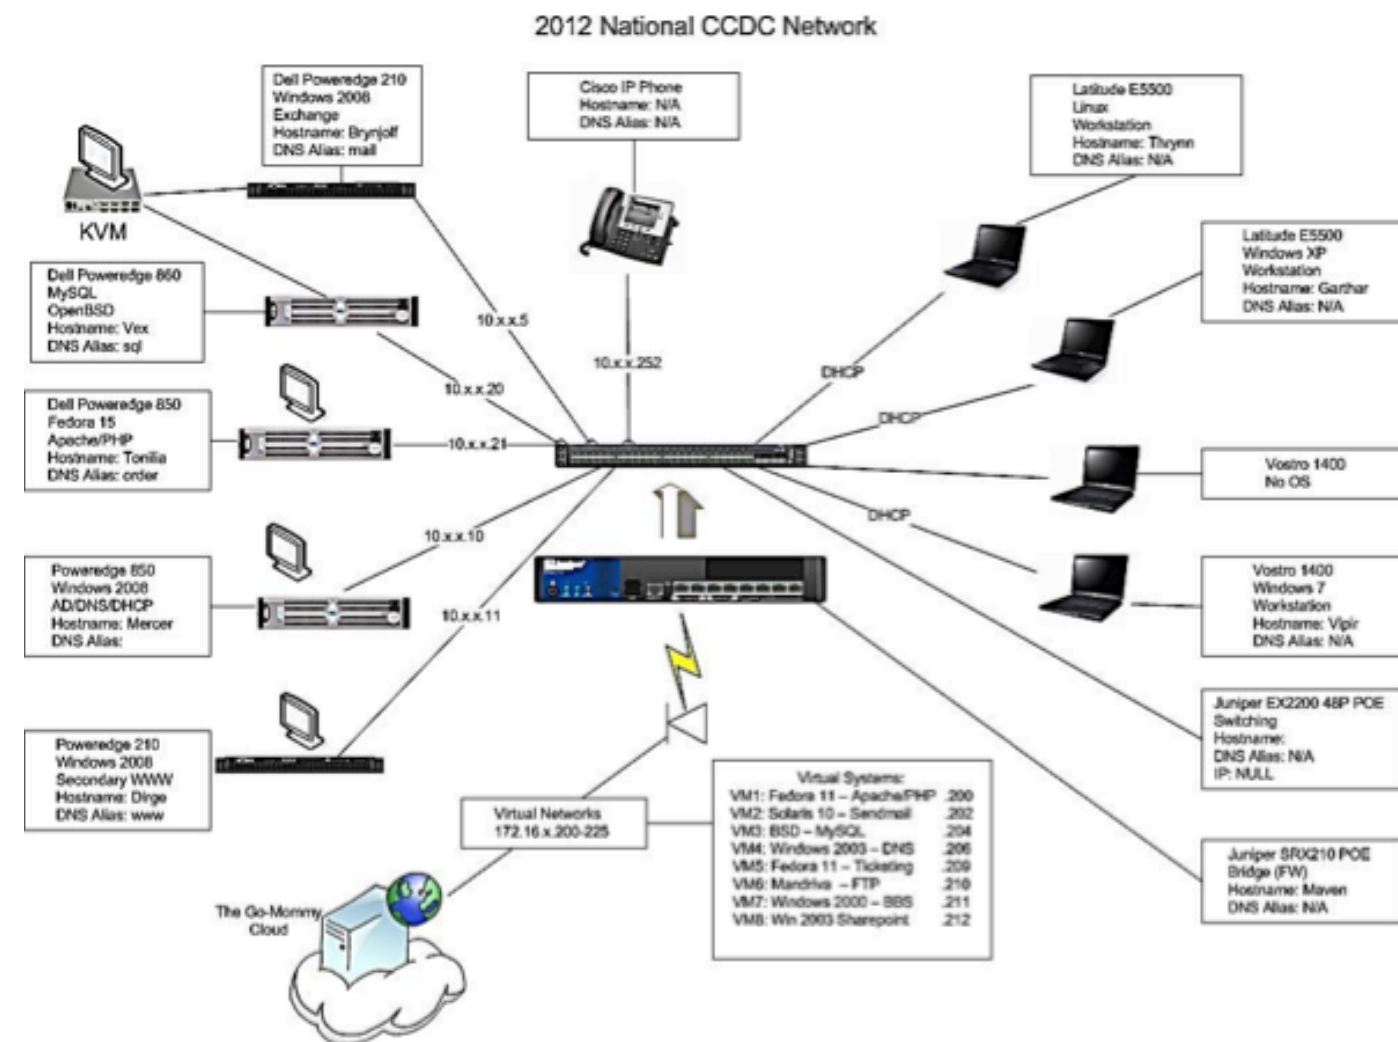 2012 National CCDC Network
Dell Poweredge 210
Windows 2008
Exchange
Hostname: Brynjolf
DNS Alias: mail
Cisco IP Phone
Hostname: N/A
DNS Alias: N/A
Latitude E5500
Linux
Workstation
Hostname: Thrynn
DNS Alias: N/A
KVM
Latitude E5500
Windows XP
Workstation
Hostname: Garthar
DNS Alias: N/A
Dell Poweredge 860
MySQL
OpenBSD
Hostname: Vex
DNS Alias: sql
10.x.x.5
10.x.x.252
DHCP
10.x.x.20
DHCP
Dell Poweredge 850
Fedora 15
Apache/PHP
Hostname: Tonilia
DNS Alias: order
10.x.x.21
Vostro 1400
No OS
DHCP
10.x.x.10
Poweredge 850
Windows 2008
AD/DNS/DHCP
Hostname: Mercer
DNS Alias:
10.x.x.11
Vostro 1400
Windows 7
Workstation
Hostname: Vipir
DNS Alias: N/A
Juniper EX2200 48P POE
Switching
Hostname:
DNS Alias: N/A
IP: NULL
Poweredge 210
Windows 2008
Secondary WWW
Hostname: Dirge
DNS Alias: www
Virtual Networks
172.16.x.200-225
Virtual Systems:
VM1: Fedora 11 – Apache/PHP .200
VM2: Solaris 10 – Sendmail .202
VM3: BSD – MySQL .204
VM4: Windows 2003 – DNS .206
VM5: Fedora 11 – Ticketing .209
VM6: Mandriva – FTP .210
VM7: Windows 2000 – BBS .211
VM8: Win 2003 Sharepoint .212
Juniper SRX210 POE
Bridge (FW)
Hostname: Maven
DNS Alias: N/A
The Go-Mommy
Cloud